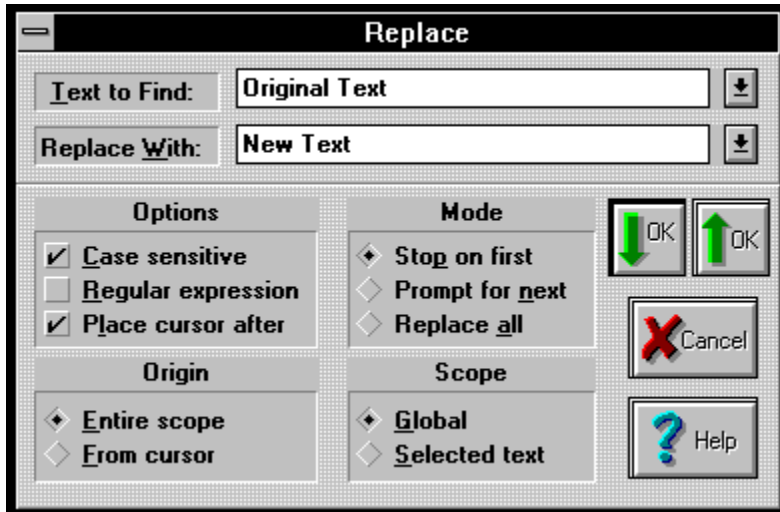 Replace
Text to Find:
Original Text
Replace With:
New Text
Options
Case sensitive
Regular expression
Place cursor after
Mode
Stop on first
Prompt for next
Replace all
OK
OK
Cancel
Help
Origin
Entire scope
From cursor
Scope
Global
Selected text